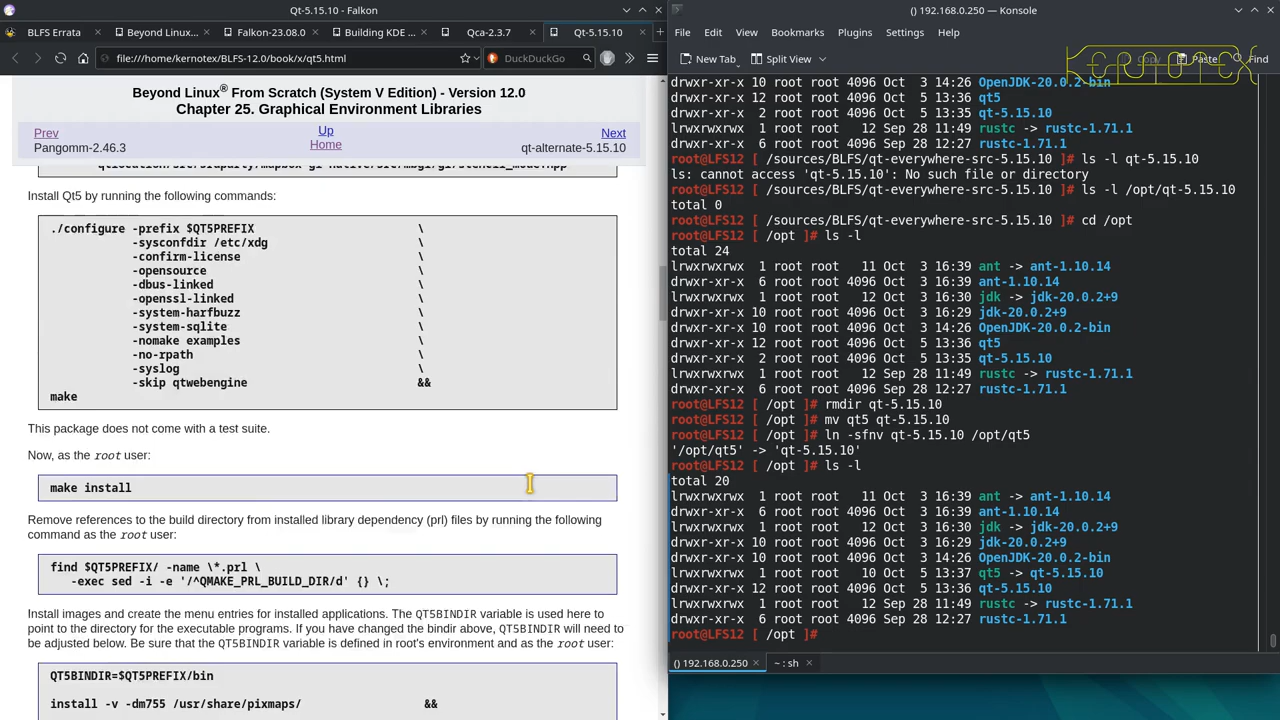 Qt-5.15.10 / Falkon
BLFS Errata
Beyond Linux...
Falkon-23.08.0
Building KDE ...
Qca-2.3.7
Qt-5.15.10
file:///home/kernotex/BLFS-12.0/book/x/qt5.html
DuckDuckGo
Beyond Linux® From Scratch (System V Edition) - Version 12.0
Chapter 25. Graphical Environment Libraries
Prev
Up
Next
Pangomm-2.46.3
Home
qt-alternate-5.15.10
Install Qt5 by running the following commands:
./configure -prefix $QT5PREFIX \
-sysconfdir /etc/xdg \
-confirm-license \
-opensource \
-dbus-linked \
-openssl-linked \
-system-harfbuzz \
-system-sqlite \
-nomake examples \
-no-rpath \
-syslog \
-skip qtwebengine &&
make
This package does not come with a test suite.
Now, as the root user:
make install
Remove references to the build directory from installed library dependency (prl) files by running the following
command as the root user:
find $QT5PREFIX/ -name \*.prl \
-exec sed -i -e '/^QMAKE_PRL_BUILD_DIR/d' {} \;
Install images and create the menu entries for installed applications. The QT5BINDIR variable is used here to
point to the directory for the executable programs. If you have changed the bindir above, QT5BINDIR will need to
be adjusted below. Be sure that the QT5BINDIR variable is defined in root's environment and as the root user:
QT5BINDIR=$QT5PREFIX/bin
install -v -dm755 /usr/share/pixmaps/ &&
() 192.168.0.250 — Konsole
File Edit View Bookmarks Plugins Settings Help
New Tab Split View Copy Paste Find
KERNOTEX
drwxr-xr-x 10 root root 4096 Oct 3 14:26 OpenJDK-20.0.2-bin
drwxr-xr-x 12 root root 4096 Oct 3 13:36 qt5
drwxr-xr-x 2 root root 4096 Oct 3 13:35 qt-5.15.10
lrwxrwxrwx 1 root root 12 Sep 28 11:49 rustc -> rustc-1.71.1
drwxr-xr-x 6 root root 4096 Sep 28 12:27 rustc-1.71.1
root@LFS12 [ /sources/BLFS/qt-everywhere-src-5.15.10 ]# ls -l qt-5.15.10
ls: cannot access 'qt-5.15.10': No such file or directory
root@LFS12 [ /sources/BLFS/qt-everywhere-src-5.15.10 ]# ls -l /opt/qt-5.15.10
total 0
root@LFS12 [ /sources/BLFS/qt-everywhere-src-5.15.10 ]# cd /opt
root@LFS12 [ /opt ]# ls -l
total 24
lrwxrwxrwx 1 root root 11 Oct 3 16:39 ant -> ant-1.10.14
drwxr-xr-x 6 root root 4096 Oct 3 16:39 ant-1.10.14
lrwxrwxrwx 1 root root 12 Oct 3 16:30 jdk -> jdk-20.0.2+9
drwxr-xr-x 10 root root 4096 Oct 3 16:29 jdk-20.0.2+9
drwxr-xr-x 10 root root 4096 Oct 3 14:26 OpenJDK-20.0.2-bin
drwxr-xr-x 12 root root 4096 Oct 3 13:36 qt5
drwxr-xr-x 2 root root 4096 Oct 3 13:35 qt-5.15.10
lrwxrwxrwx 1 root root 12 Sep 28 11:49 rustc -> rustc-1.71.1
drwxr-xr-x 6 root root 4096 Sep 28 12:27 rustc-1.71.1
root@LFS12 [ /opt ]# rmdir qt-5.15.10
root@LFS12 [ /opt ]# mv qt5 qt-5.15.10
root@LFS12 [ /opt ]# ln -sfnv qt-5.15.10 /opt/qt5
'/opt/qt5' -> 'qt-5.15.10'
root@LFS12 [ /opt ]# ls -l
total 20
lrwxrwxrwx 1 root root 11 Oct 3 16:39 ant -> ant-1.10.14
drwxr-xr-x 6 root root 4096 Oct 3 16:39 ant-1.10.14
lrwxrwxrwx 1 root root 12 Oct 3 16:30 jdk -> jdk-20.0.2+9
drwxr-xr-x 10 root root 4096 Oct 3 16:29 jdk-20.0.2+9
drwxr-xr-x 10 root root 4096 Oct 3 14:26 OpenJDK-20.0.2-bin
lrwxrwxrwx 1 root root 10 Oct 3 13:37 qt5 -> qt-5.15.10
drwxr-xr-x 12 root root 4096 Oct 3 13:36 qt-5.15.10
lrwxrwxrwx 1 root root 12 Sep 28 11:49 rustc -> rustc-1.71.1
drwxr-xr-x 6 root root 4096 Sep 28 12:27 rustc-1.71.1
root@LFS12 [ /opt ]#
() 192.168.0.250
~ : sh